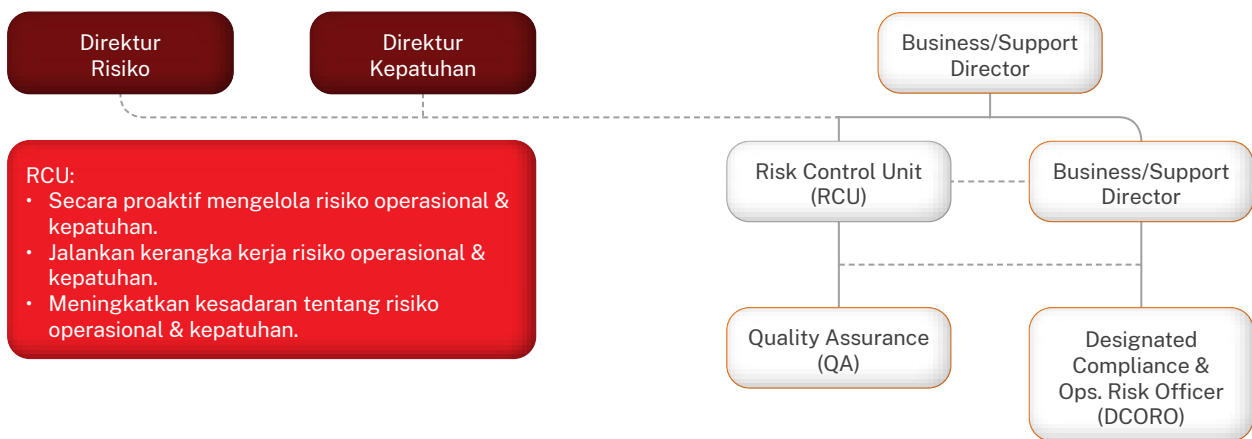 Direktur
Risiko
Direktur
Kepatuhan
Business/Support
Director
RCU:
• Secara proaktif mengelola risiko operasional &
kepatuhan.
• Jalankan kerangka kerja risiko operasional &
kepatuhan.
• Meningkatkan kesadaran tentang risiko
operasional & kepatuhan.
Risk Control Unit
(RCU)
Business/Support
Director
Quality Assurance
(QA)
Designated
Compliance &
Ops. Risk Officer
(DCORO)